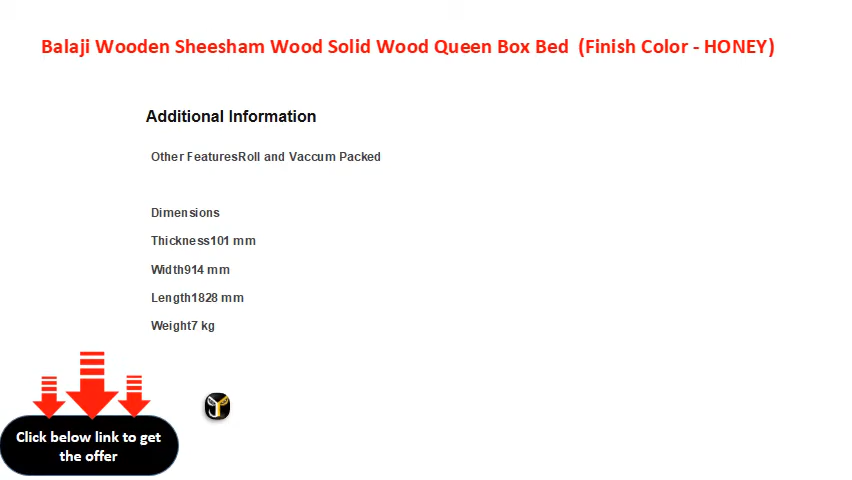 Balaji Wooden Sheesham Wood Solid Wood Queen Box Bed (Finish Color - HONEY)
Additional Information
Other FeaturesRoll and Vaccum Packed
Dimensions
Thickness101 mm
Width914 mm
Length1828 mm
Weight7 kg
Click below link to get
the offer